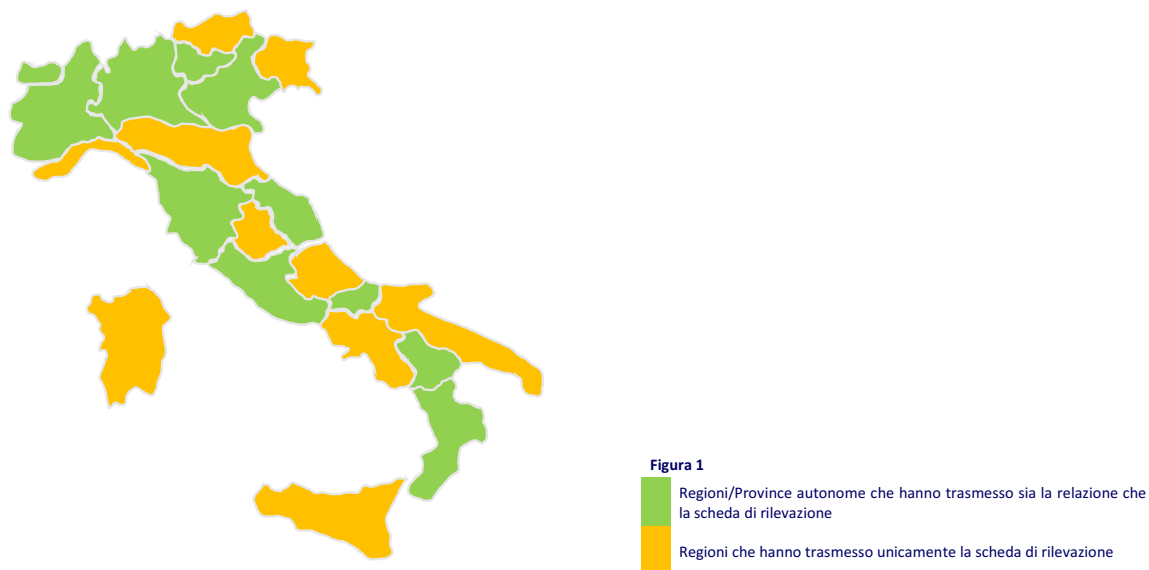 Figura 1
Regioni/Province autonome che hanno trasmesso sia la relazione che
la scheda di rilevazione
Regioni che hanno trasmesso unicamente la scheda di rilevazione